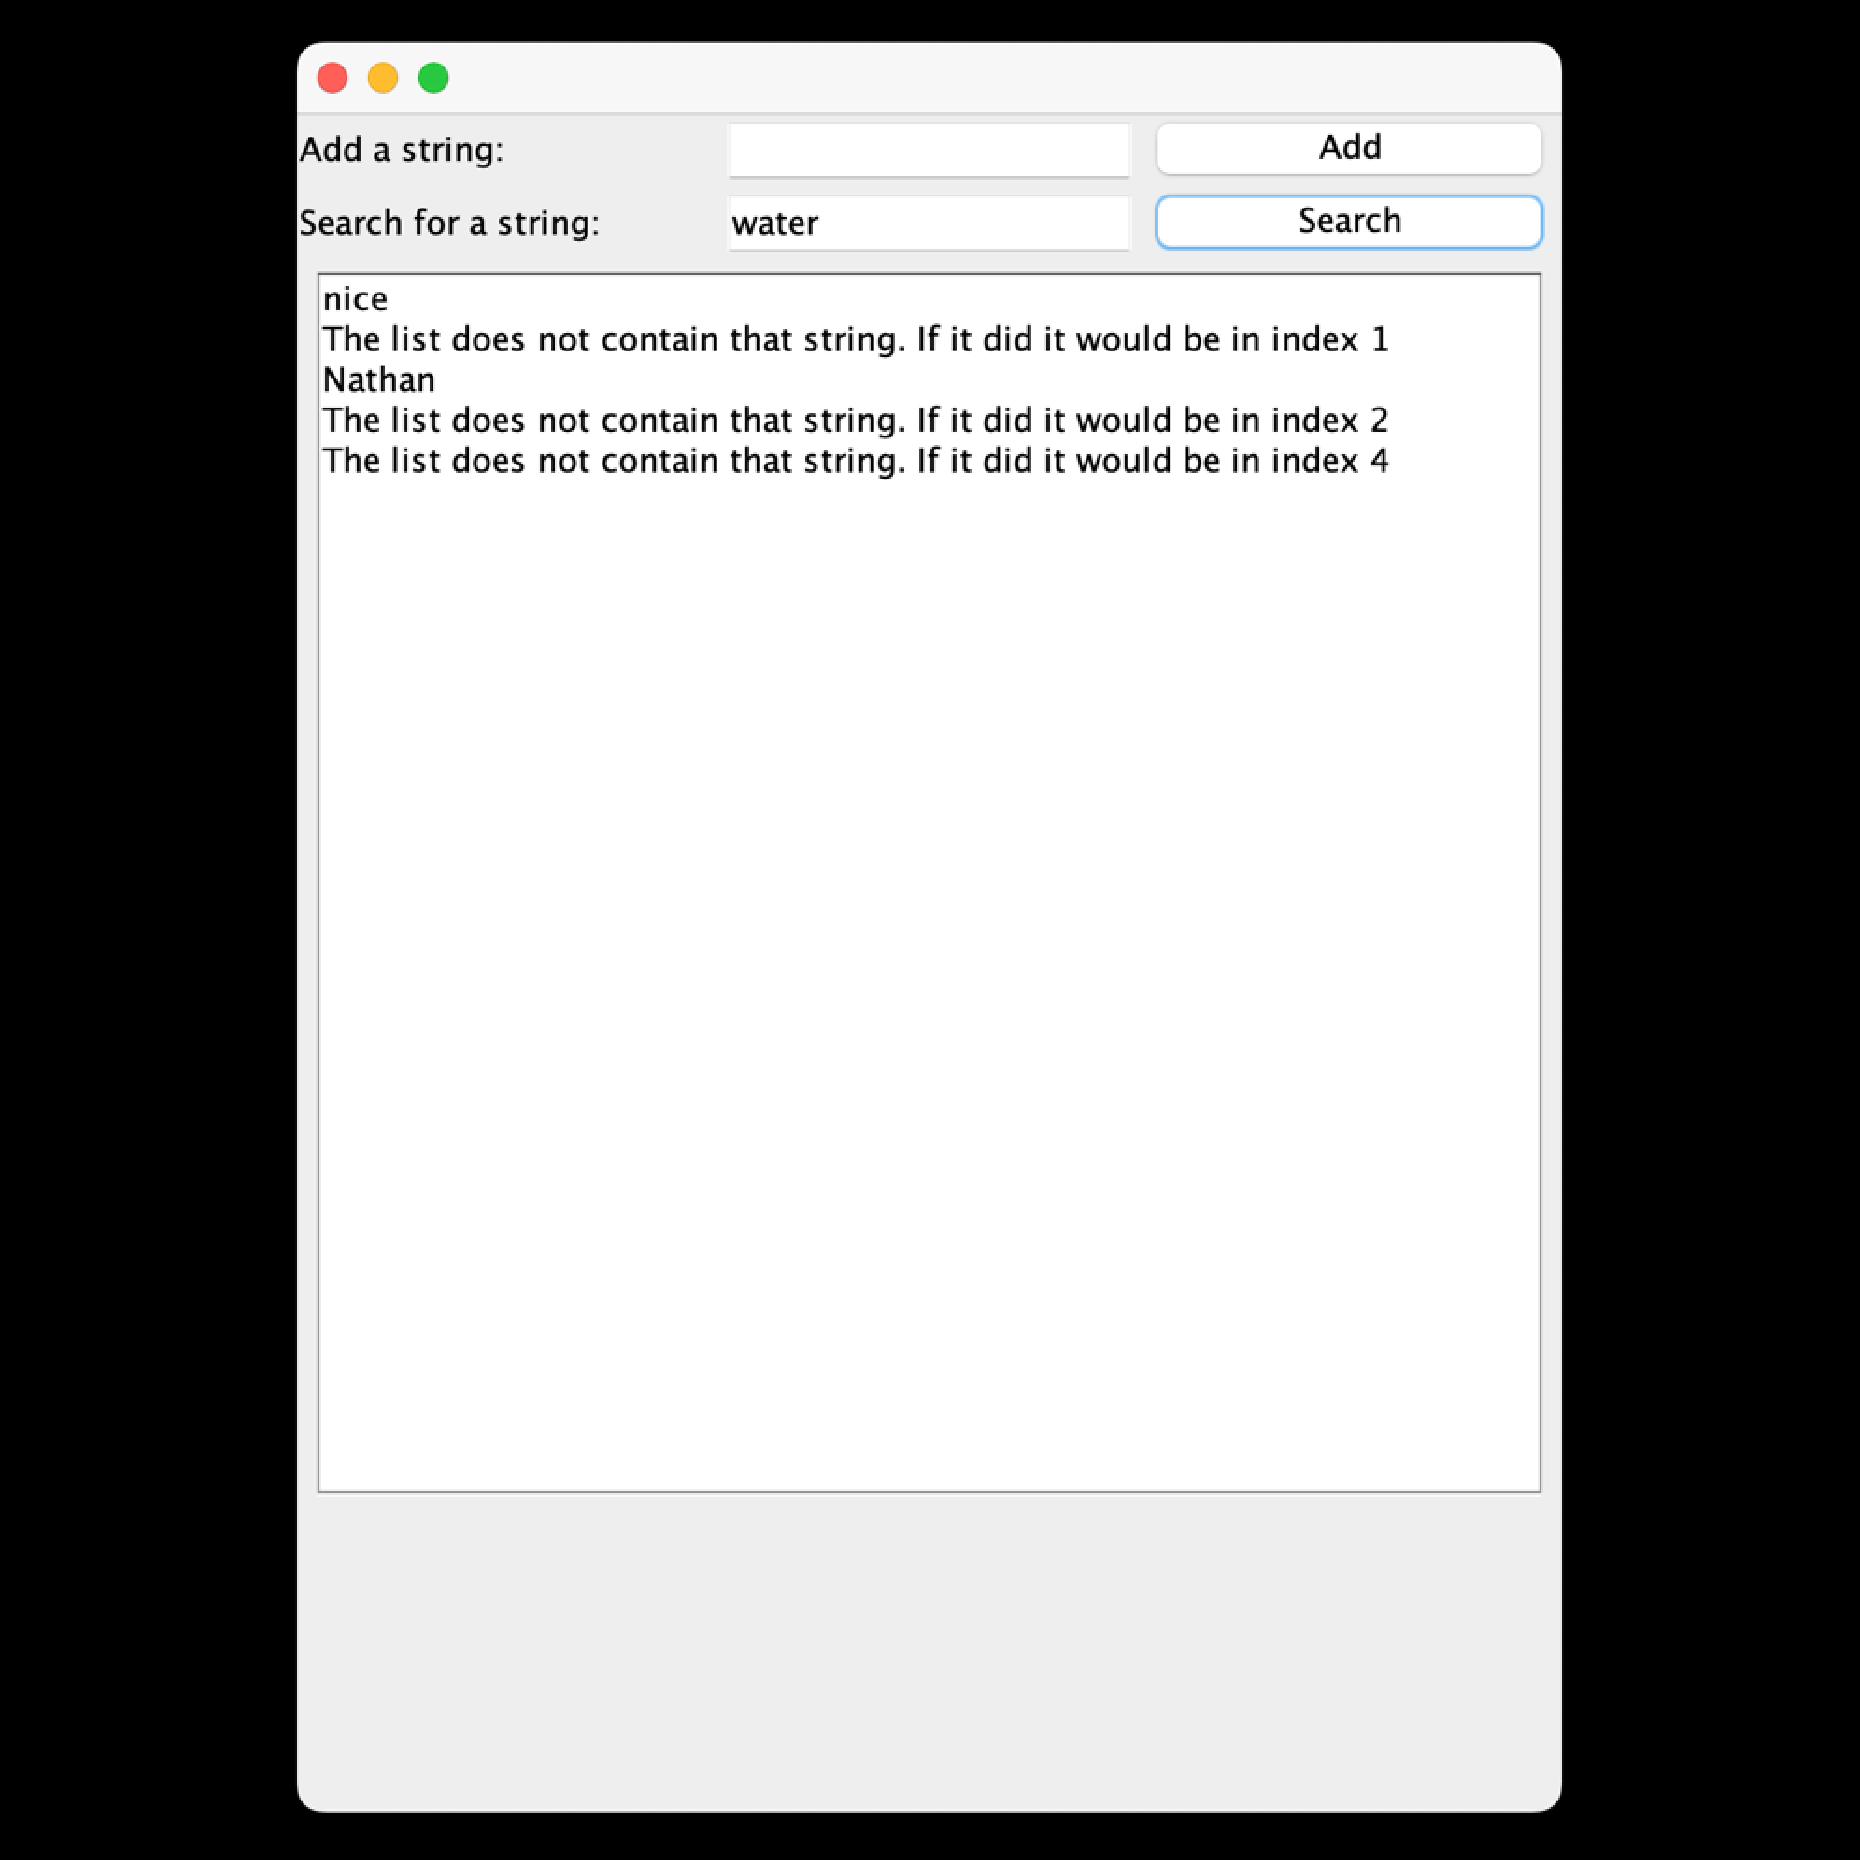 Add a string:
Add
Search for a string:
water
Search
nice
The list does not contain that string. If it did it would be in index 1
Nathan
The list does not contain that string. If it did it would be in index 2
The list does not contain that string. If it did it would be in index 4